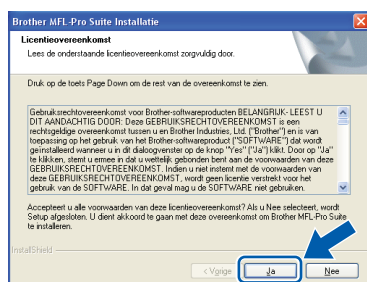 Brother MFL-Pro Suite Installatie
Licentieovereenkomst
Lees de onderstaande licentieovereenkomst zorgvuldig door.
Druk op de toets Page Down om de rest van de overeenkomst te zien.
Gebruiksrechtovereenkomst voor Brother-softwareproducten BELANGRIJK- LEEST U
DIT AANDACHTIG DOOR: Deze GEBRUIKSRECHTOVEREENKOMST is een
rechtsgeldige overeenkomst tussen u en Brother Industries, Ltd. ("Brother") en is van
toepassing op het gebruik van het Brother-softwareproduct ("SOFTWARE") dat wordt
geïnstalleerd wanneer u in dit dialoogvenster op de knop "Yes" ("Ja") klikt. Door op "Ja"
te klikken, stemt u ermee in dat u wettelijk gebonden bent aan de voorwaarden van deze
GEBRUIKSRECHTOVEREENKOMST. Indien u niet instemt met de voorwaarden van
deze GEBRUIKSRECHTOVEREENKOMST, wordt geen licentie verstrekt voor het
gebruik van de SOFTWARE. In dat geval mag u de SOFTWARE niet gebruiken.
Accepteert u alle voorwaarden van deze licentieovereenkomst? Als u Nee selecteert, wordt
Setup afgesloten. U dient akkoord te gaan met deze overeenkomst om Brother MFL-Pro Suite
te installeren.
InstallShield
< Vorige
Ja
Nee